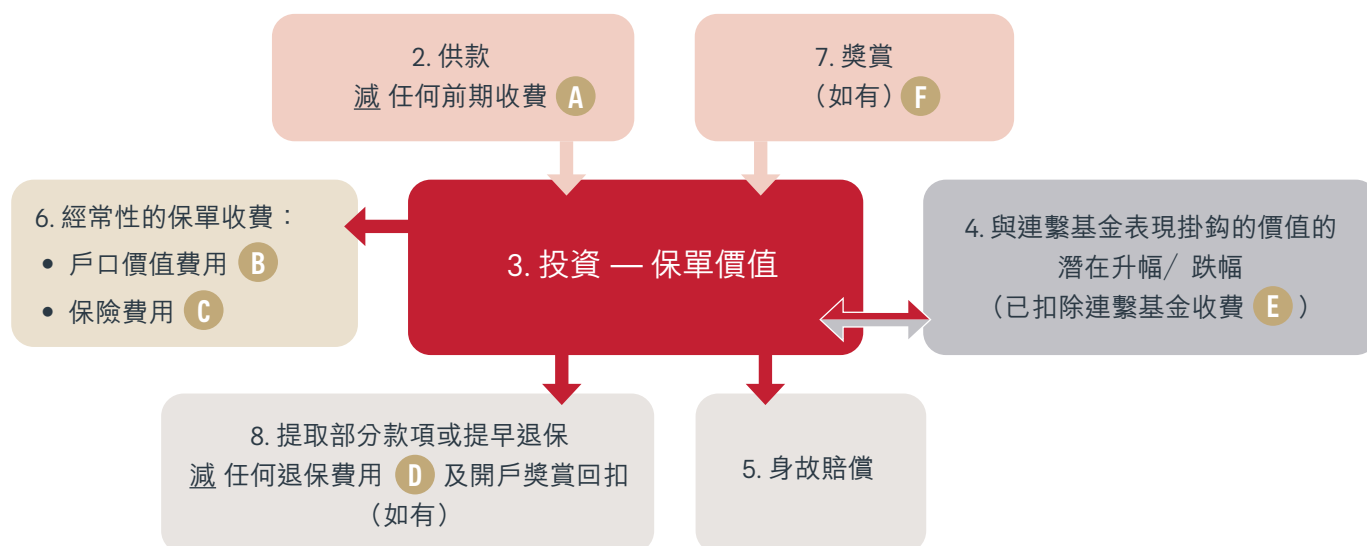 2. 供款
減 任何前期收費 A
7. 獎賞
（如有） F
6. 經常性的保單收費：
• 戶口價值費用 B
• 保險費用 C
3. 投資 — 保單價值
4. 與連繫基金表現掛鈎的價值的
潛在升幅/ 跌幅
（已扣除連繫基金收費 E ）
8. 提取部分款項或提早退保
減 任何退保費用 D 及開戶獎賞回扣
（如有）
5. 身故賠償